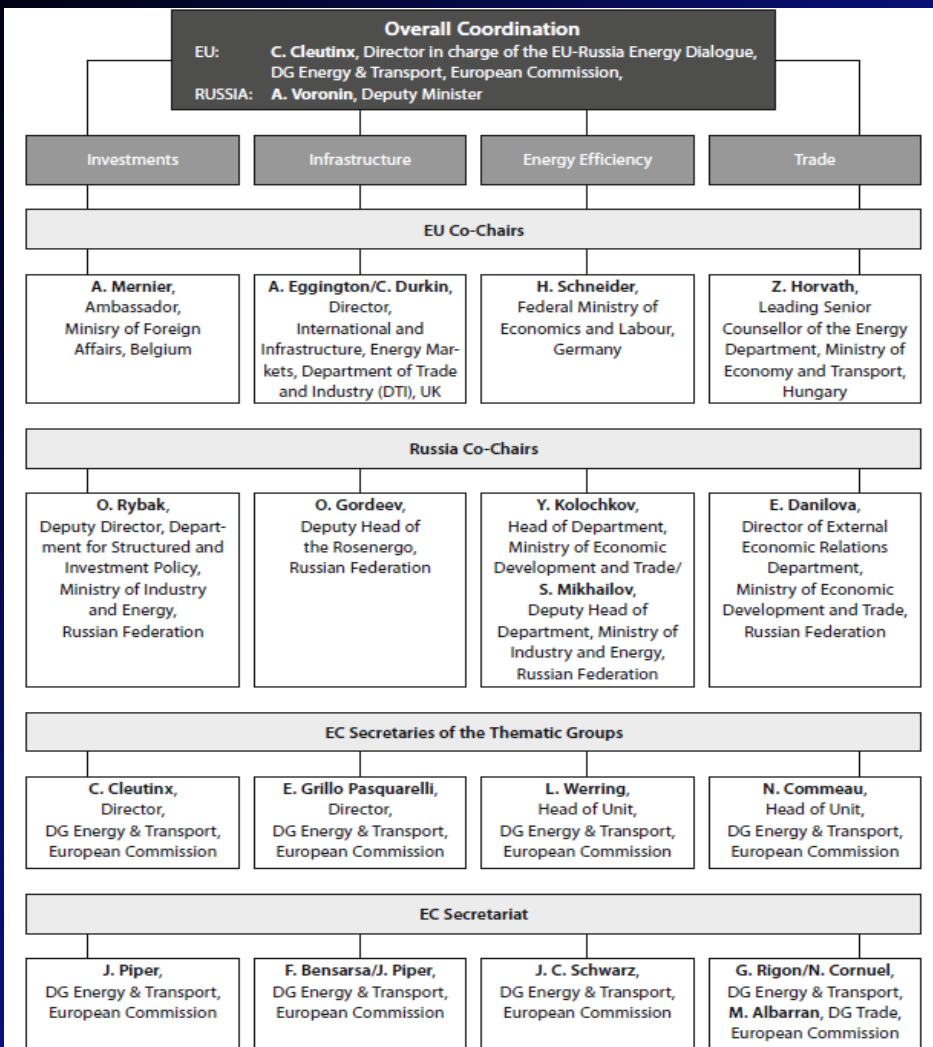 Overall Coordination
EU: C. Cleutinx, Director in charge of the EU-Russia Energy Dialogue,
DG Energy & Transport, European Commission,
RUSSIA: A. Voronin, Deputy Minister
Investments
Infrastructure
Energy Efficiency
Trade
EU Co-Chairs
A. Mernier,
Ambassador,
Minisry of Foreign
Affairs, Belgium
A. Eggington/C. Durkin,
Director,
International and
Infrastructure, Energy Mar-
kets, Department of Trade
and Industry (DTI), UK
H. Schneider,
Federal Ministry of
Economics and Labour,
Germany
Z. Horvath,
Leading Senior
Counsellor of the Energy
Department, Ministry of
Economy and Transport,
Hungary
Russia Co-Chairs
O. Rybak,
Deputy Director, Depart-
ment for Structured and
Investment Policy,
Ministry of Industry
and Energy,
Russian Federation
O. Gordeev,
Deputy Head of
the Rosenergo,
Russian Federation
Y. Kolochkov,
Head of Department,
Ministry of Economic
Development and Trade/
S. Mikhailov,
Deputy Head of
Department, Ministry of
Industry and Energy,
Russian Federation
E. Danilova,
Director of External
Economic Relations
Department,
Ministry of Economic
Development and Trade,
Russian Federation
EC Secretaries of the Thematic Groups
C. Cleutinx,
Director,
DG Energy & Transport,
European Commission
E. Grillo Pasquarelli,
Director,
DG Energy & Transport,
European Commission
L. Werring,
Head of Unit,
DG Energy & Transport,
European Commission
N. Commeau,
Head of Unit,
DG Energy & Transport,
European Commission
EC Secretariat
J. Piper,
DG Energy & Transport,
European Commission
F. Bensarsa/J. Piper,
DG Energy & Transport,
European Commission
J. C. Schwarz,
DG Energy & Transport,
European Commission
G. Rigon/N. Cornuel,
DG Energy & Transport,
M. Albarran, DG Trade,
European Commission